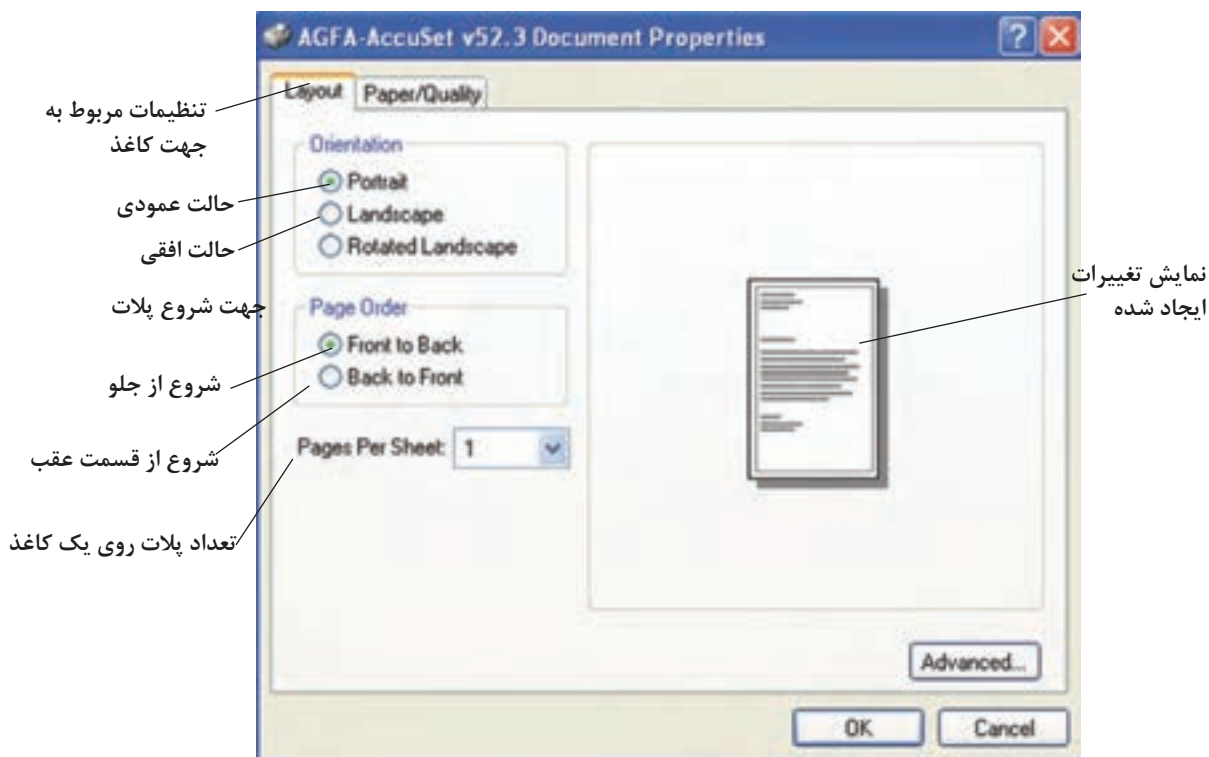 AGFA-AccuSet v52.3 Document Properties
Layout
Paper/Quality
تنظیمات مربوط به
جهت کاغذ
Orientation
Portrait
حالت عمودی
Landscape
حالت افقی
Rotated Landscape
جهت شروع پلات
Page Order
Front to Back
شروع از جلو
Back to Front
شروع از قسمت عقب
Pages Per Sheet: 1
تعداد پلات روی یک کاغذ
نمایش تغییرات
ایجاد شده
Advanced...
OK
Cancel